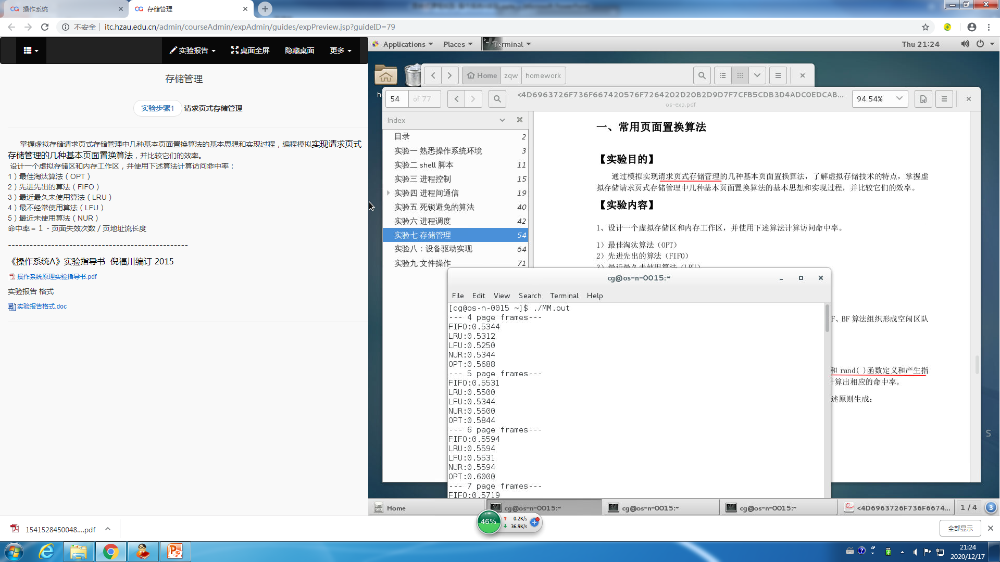 操作系统
存储管理
不安全
itc.hzau.edu.cn/admin/courseAdmin/expAdmin/guides/expPreview.jsp?guideID=79
实验报告
桌面全屏
隐藏桌面
更多
存储管理
实验步骤1 请求页式存储管理
掌握虚拟存储请求页式存储管理中几种基本页面置换算法的基本思想和实现过程，编程模拟实现请求页式
存储管理的几种基本页面置换算法，并比较它们的效率。
设计一个虚拟存储区和内存工作区，并使用下述算法计算访问命中率：
1）最佳淘汰算法（OPT）
2）先进先出的算法（FIFO）
3）最近最久未使用算法（LRU）
4）最不经常使用算法（LFU）
5）最近未使用算法（NUR）
命中率＝１－页面失效次数／页地址流长度
--------------------------------------------------
《操作系统A》实验指导书 倪福川编订 2015
操作系统原理实验指导书.pdf
实验报告 格式
实验报告格式.doc
Applications
Places
Terminal
Thu 21:24
Home
zqw
homework
54
of 77
<4D6963726F736F667420576F7264202D20B2D9D7F7CFB5CDB3D4ADC0EDCAB...
os-exp.pdf
94.54%
Index
目录 2
实验一 熟悉操作系统环境 3
实验二 shell 脚本 11
实验三 进程控制 15
实验四 进程间通信 19
实验五 死锁避免的算法 40
实验六 进程调度 42
实验七 存储管理 54
实验八：设备驱动实现 64
实验九 文件操作 71
一、常用页面置换算法
【实验目的】
通过模拟实现请求页式存储管理的几种基本页面置换算法，了解虚拟存储技术的特点，掌握虚
拟存储请求页式存储管理中几种基本页面置换算法的基本思想和实现过程，并比较它们的效率。
【实验内容】
1、设计一个虚拟存储区和内存工作区，并使用下述算法计算访问命中率。
1）最佳淘汰算法（OPT）
2）先进先出的算法（FIFO）
3）最近最久未使用算法（LRU）
F、BF 算法组织形成空闲区队
和 rand( )函数定义和产生指
计算出相应的命中率。
述原则生成：
cg@os-n-0015:~
File Edit View Search Terminal Help
[cg@os-n-0015 ~]$ ./MM.out
--- 4 page frames---
FIFO:0.5344
LRU:0.5312
LFU:0.5250
NUR:0.5344
OPT:0.5688
--- 5 page frames---
FIFO:0.5531
LRU:0.5500
LFU:0.5344
NUR:0.5500
OPT:0.5844
--- 6 page frames---
FIFO:0.5594
LRU:0.5594
LFU:0.5531
NUR:0.5594
OPT:0.6000
--- 7 page frames---
FIFO:0.5719
S
Home
cg@os-n-0015:~
cg@os-n-0015:~
cg@os-n-0015:~
<4D6963726F736F6674...
1 / 4
3
46%
0.2K/s
36.9K/s
1541528450048....pdf
全部显示
21:24
2020/12/17